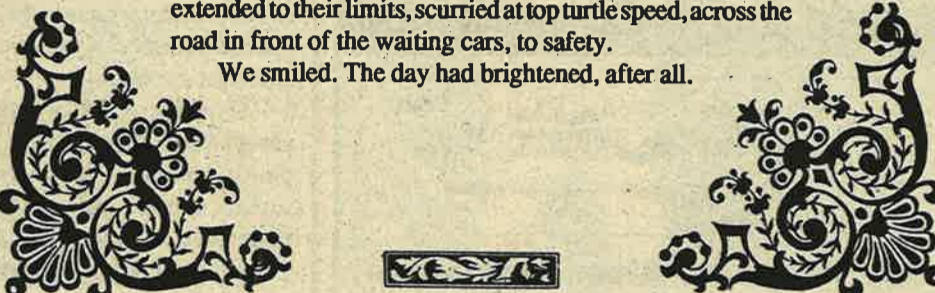 extended to their limits, scurried at top turtle speed, across the
road in front of the waiting cars, to safety.
We smiled. The day had brightened, after all.